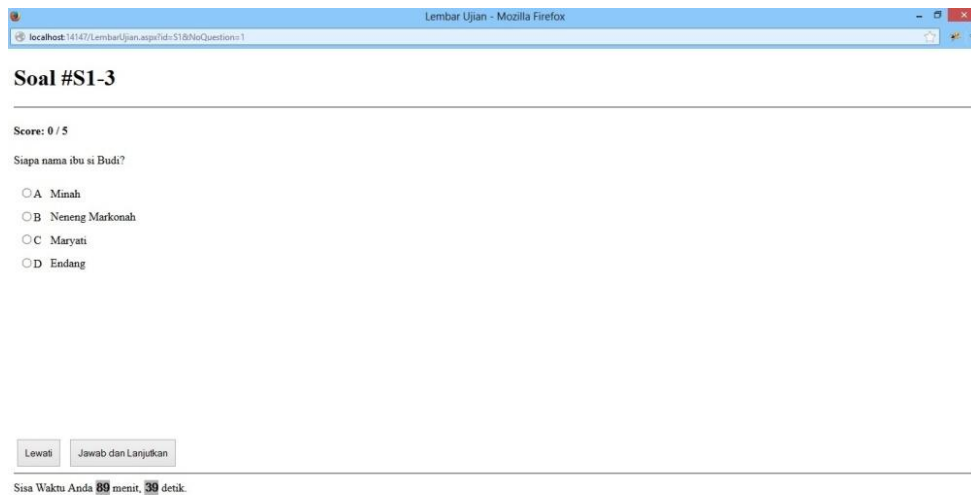 Lembar Ujian - Mozilla Firefox
localhost:14147/LembarUjian.aspx?id=S1&NoQuestion=1
Soal #S1-3
Score: 0 / 5
Siapa nama ibu si Budi?
A Minah
B Neneng Markonah
C Maryati
D Endang
Lewati Jawab dan Lanjutkan
Sisa Waktu Anda 89 menit, 39 detik.